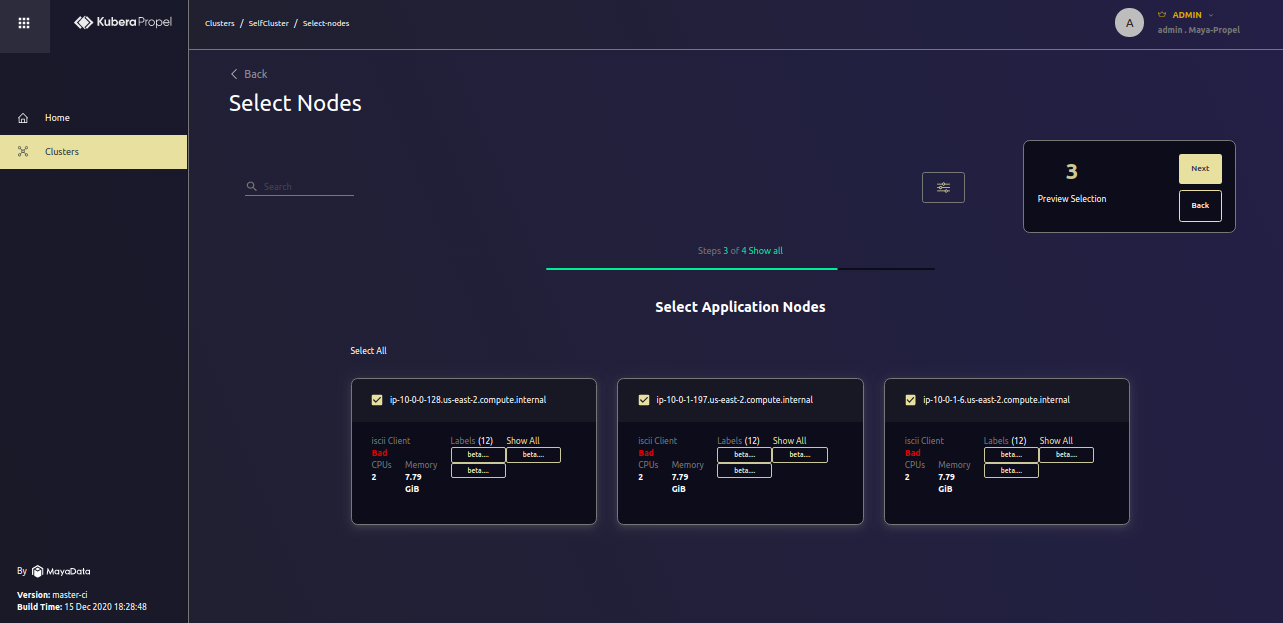 KuberaPropel
Clusters / SelfCluster / Select-nodes
A
ADMIN
admin . Maya-Propel
Home
Clusters
Back
Select Nodes
Search
3
Preview Selection
Next
Back
Steps 3 of 4 Show all
Select Application Nodes
Select All
ip-10-0-0-128.us-east-2.compute.internal
iscii Client
Bad
CPUs
2
Memory
7.79
GiB
Labels (12) Show All
beta.... beta....
beta....
ip-10-0-1-197.us-east-2.compute.internal
iscii Client
Bad
CPUs
2
Memory
7.79
GiB
Labels (12) Show All
beta.... beta....
beta....
ip-10-0-1-6.us-east-2.compute.internal
iscii Client
Bad
CPUs
2
Memory
7.79
GiB
Labels (12) Show All
beta.... beta....
beta....
By MayaData
Version: master-ci
Build Time: 15 Dec 2020 18:28:48